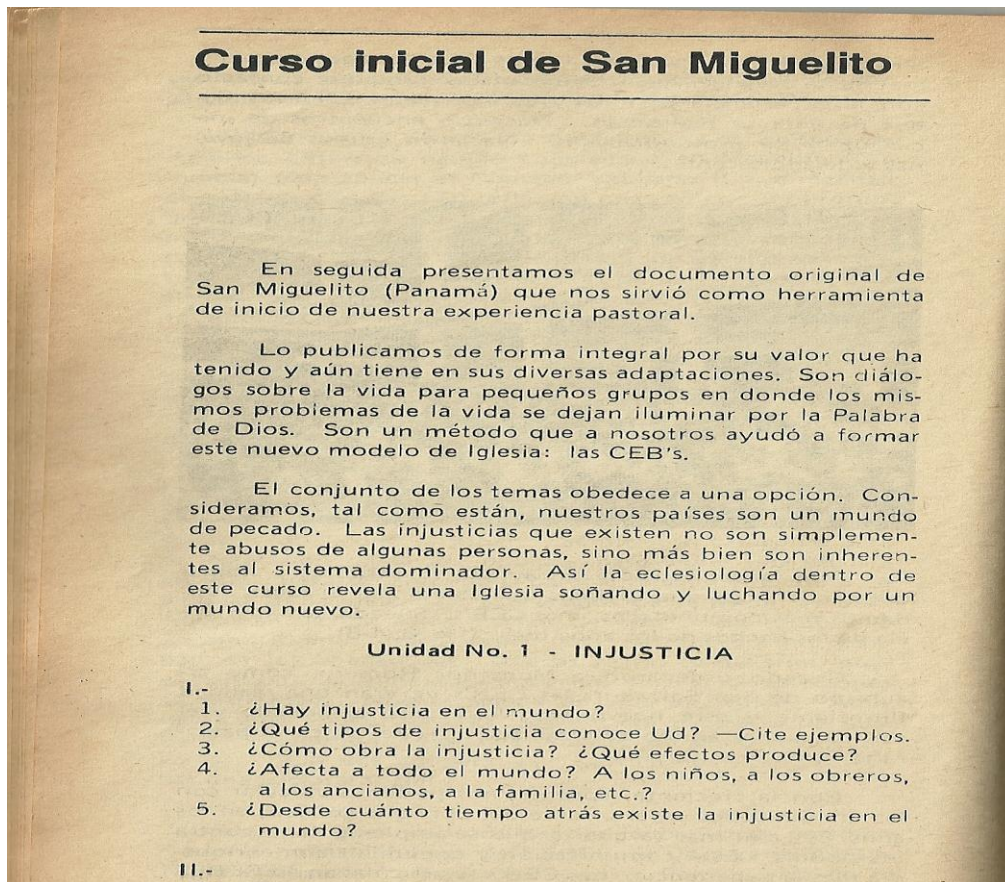 Curso inicial de San Miguelito
En seguida presentamos el documento original de
San Miguelito (Panamá) que nos sirvió como herramienta
de inicio de nuestra experiencia pastoral.
Lo publicamos de forma integral por su valor que ha
tenido y aún tiene en sus diversas adaptaciones. Son diálo-
gos sobre la vida para pequeños grupos en donde los mis-
mos problemas de la vida se dejan iluminar por la Palabra
de Dios. Son un método que a nosotros ayudó a formar
este nuevo modelo de Iglesia: las CEB's.
El conjunto de los temas obedece a una opción. Con-
sideramos, tal como están, nuestros países son un mundo
de pecado. Las injusticias que existen no son simplemen-
te abusos de algunas personas, sino más bien son inheren-
tes al sistema dominador. Así la eclesiología dentro de
este curso revela una Iglesia soñando y luchando por un
mundo nuevo.
Unidad No. 1 - INJUSTICIA
I.-
1. ¿Hay injusticia en el mundo?
2. ¿Qué tipos de injusticia conoce Ud? —Cite ejemplos.
3. ¿Cómo obra la injusticia? ¿Qué efectos produce?
4. ¿Afecta a todo el mundo? A los niños, a los obreros,
a los ancianos, a la familia, etc.?
5. ¿Desde cuánto tiempo atrás existe la injusticia en el
mundo?
II.-